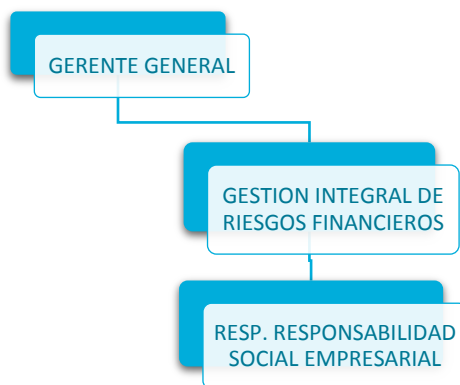 GERENTE GENERAL
GESTION INTEGRAL DE
RIESGOS FINANCIEROS
RESP. RESPONSABILIDAD
SOCIAL EMPRESARIAL